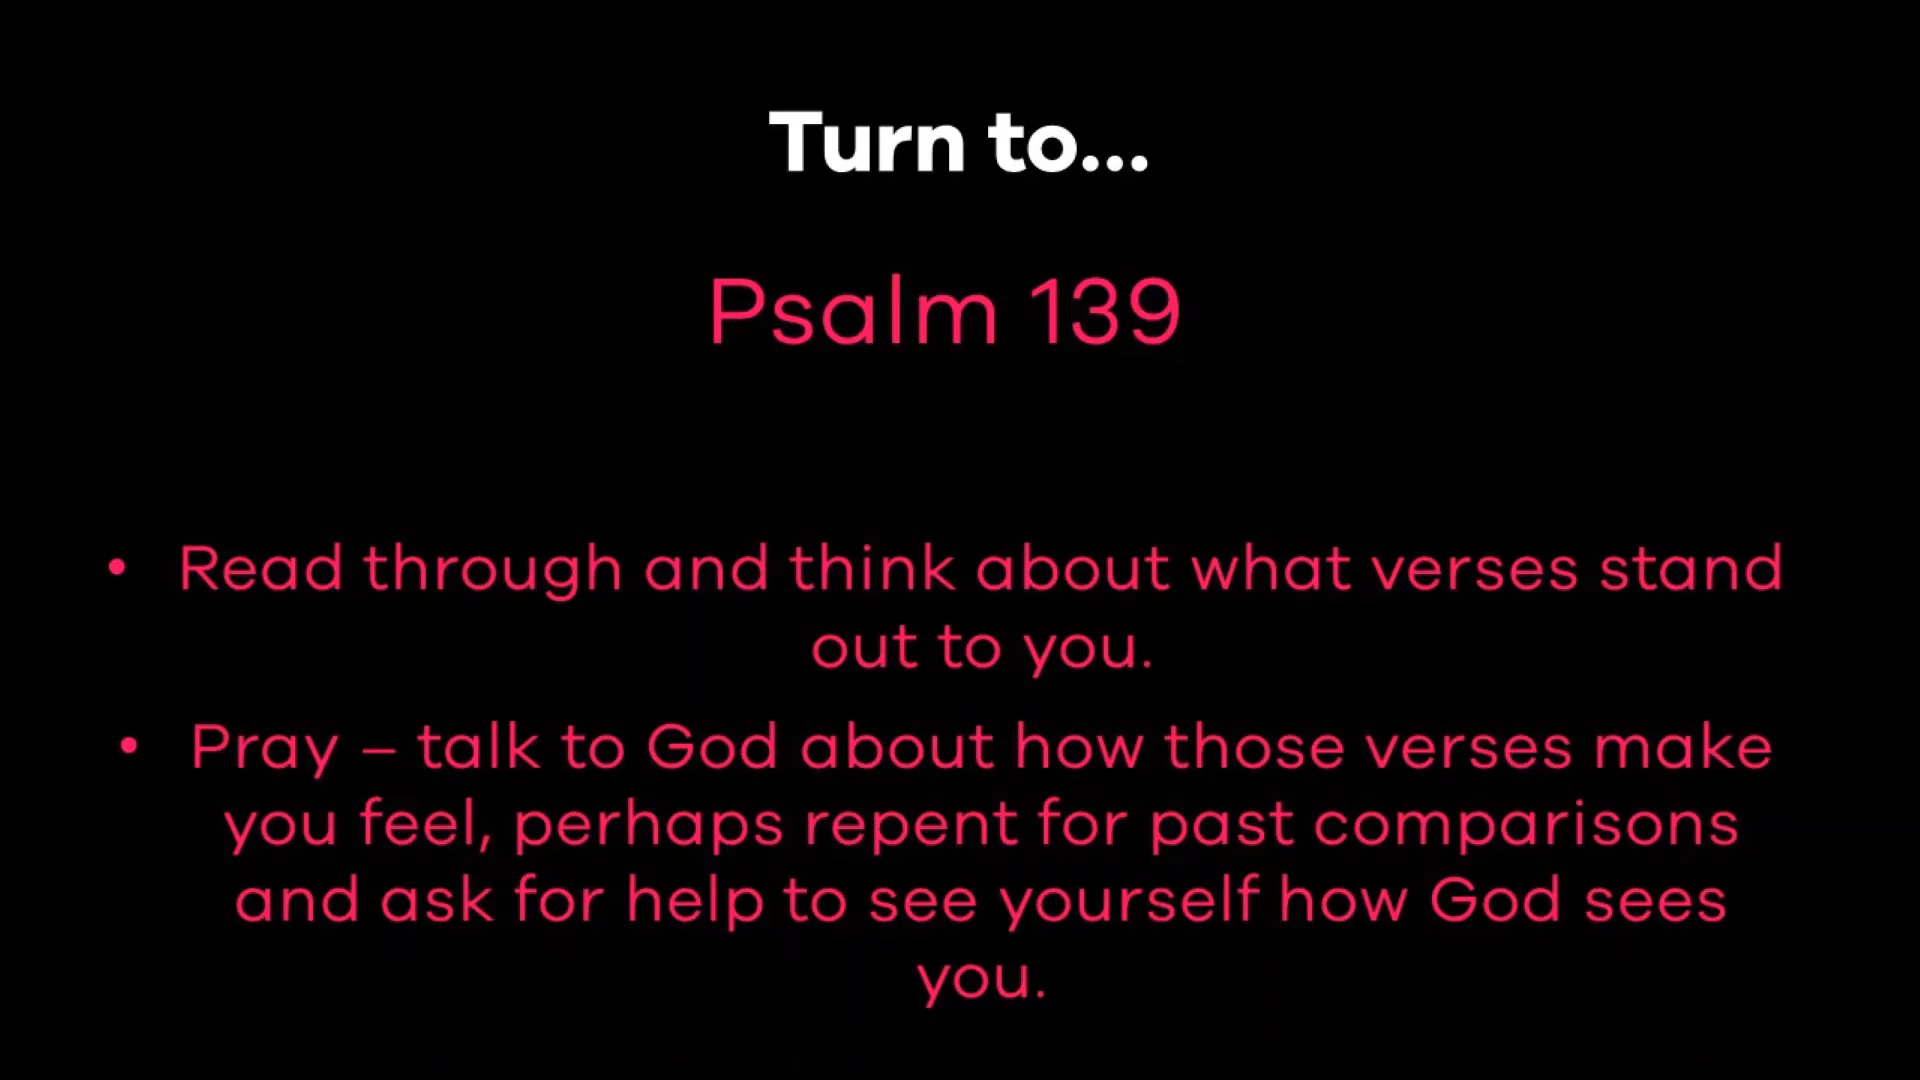 Turn to...
Psalm 139
• Read through and think about what verses stand
out to you.
• Pray – talk to God about how those verses make
you feel, perhaps repent for past comparisons
and ask for help to see yourself how God sees
you.